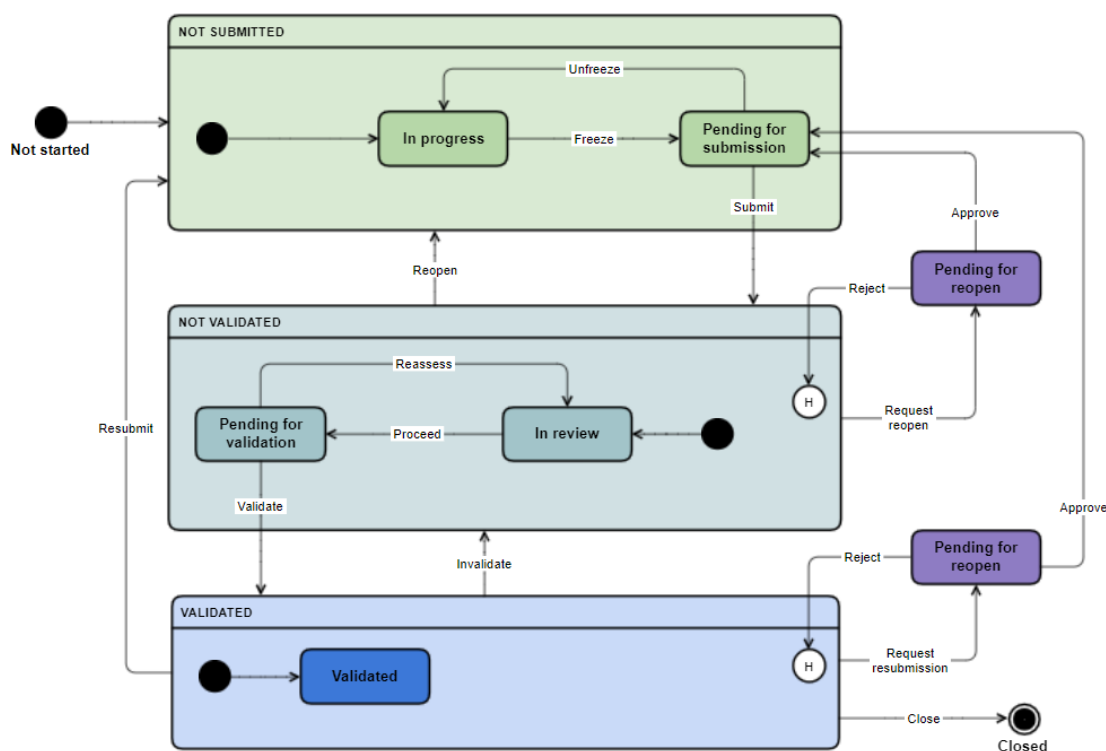 NOT SUBMITTED
Unfreeze
Not started
In progress
Freeze
Pending for
submission
Submit
Approve
Reopen
Pending for
reopen
Reject
NOT VALIDATED
Reassess
H
Request
reopen
Resubmit
Pending for
validation
Proceed
In review
Validate
Approve
Invalidate
Reject
Pending for
reopen
VALIDATED
H
Request
resubmission
Validated
Close
Closed